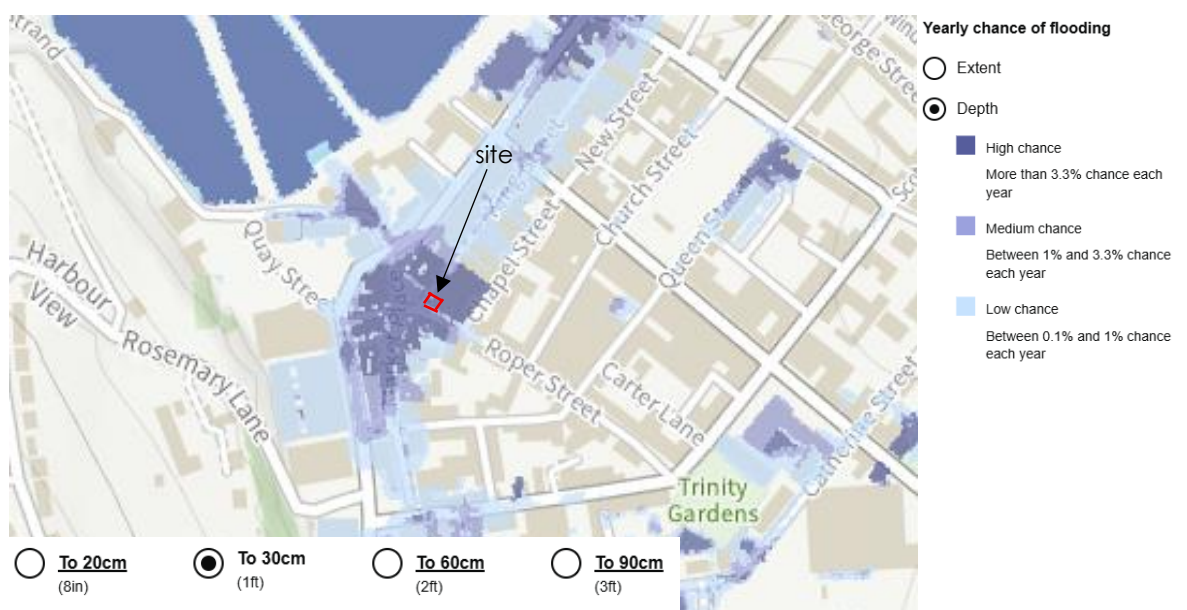 Strand
George Street
site
New Street
Church Street
Queen Street
Chapel Street
Quay Street
Harbour
View
Rosemary Lane
Roper Street
Carter Lane
Catherine Street
Trinity
Gardens
To 20cm
(8in)
To 30cm
(1ft)
To 60cm
(2ft)
To 90cm
(3ft)
Yearly chance of flooding
Extent
Depth
High chance
More than 3.3% chance each
year
Medium chance
Between 1% and 3.3% chance
each year
Low chance
Between 0.1% and 1% chance
each year